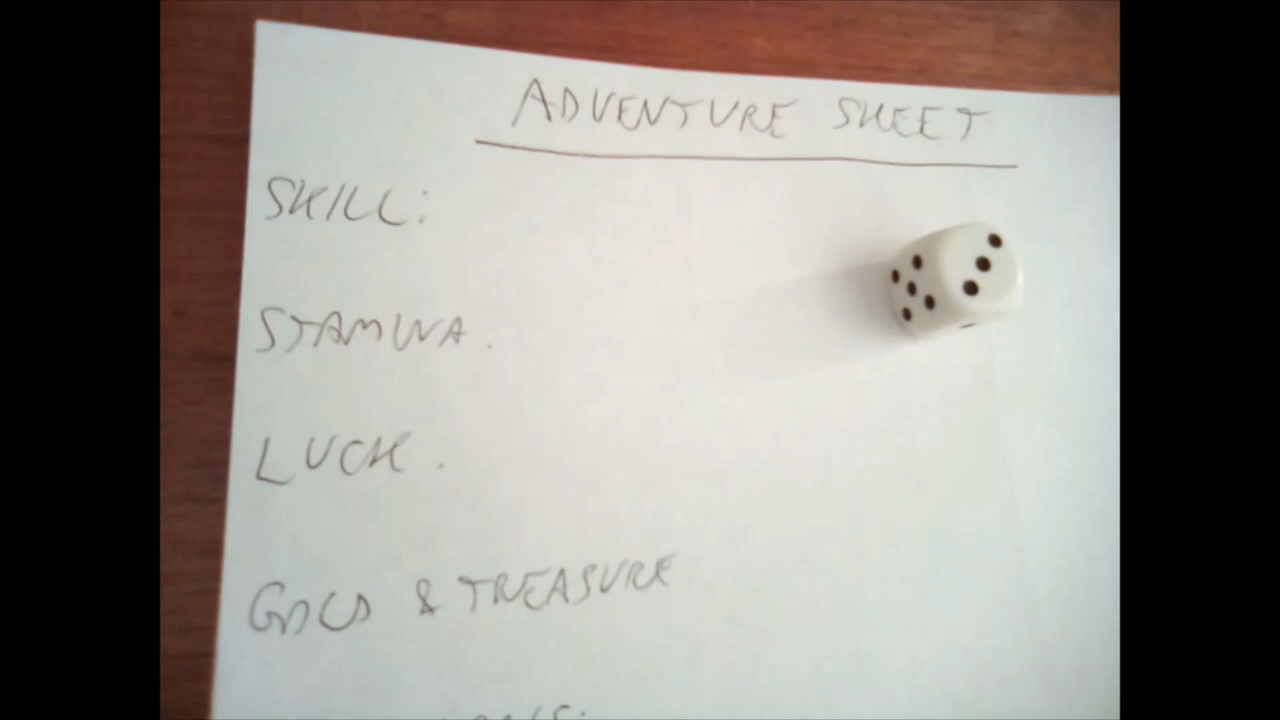 ADVENTURE SHEET
SKILL:
STAMINA.
LUCK.
GOLD & TREASURE